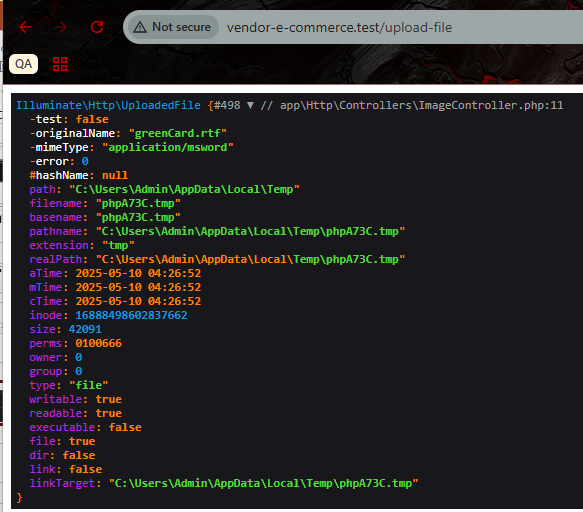 Not secure vendor-e-commerce.test/upload-file
QA
Illuminate\Http\UploadedFile {#498 ▼ // app\Http\Controllers\ImageController.php:11
-test: false
-originalName: "greenCard.rtf"
-mimeType: "application/msword"
-error: 0
#hashName: null
path: "C:\Users\Admin\AppData\Local\Temp"
filename: "phpA73C.tmp"
basename: "phpA73C.tmp"
pathname: "C:\Users\Admin\AppData\Local\Temp\phpA73C.tmp"
extension: "tmp"
realPath: "C:\Users\Admin\AppData\Local\Temp\phpA73C.tmp"
aTime: 2025-05-10 04:26:52
mTime: 2025-05-10 04:26:52
cTime: 2025-05-10 04:26:52
inode: 16888498602837662
size: 42091
perms: 0100666
owner: 0
group: 0
type: "file"
writable: true
readable: true
executable: false
file: true
dir: false
link: false
linkTarget: "C:\Users\Admin\AppData\Local\Temp\phpA73C.tmp"
}